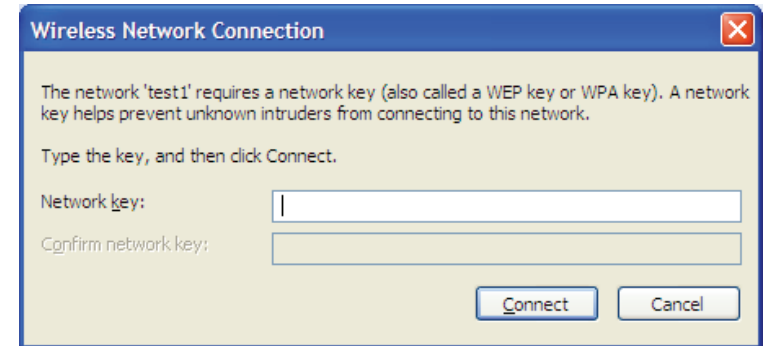 Wireless Network Connection
The network 'test1' requires a network key (also called a WEP key or WPA key). A network
key helps prevent unknown intruders from connecting to this network.
Type the key, and then click Connect.
Network key:
Confirm network key:
Connect Cancel